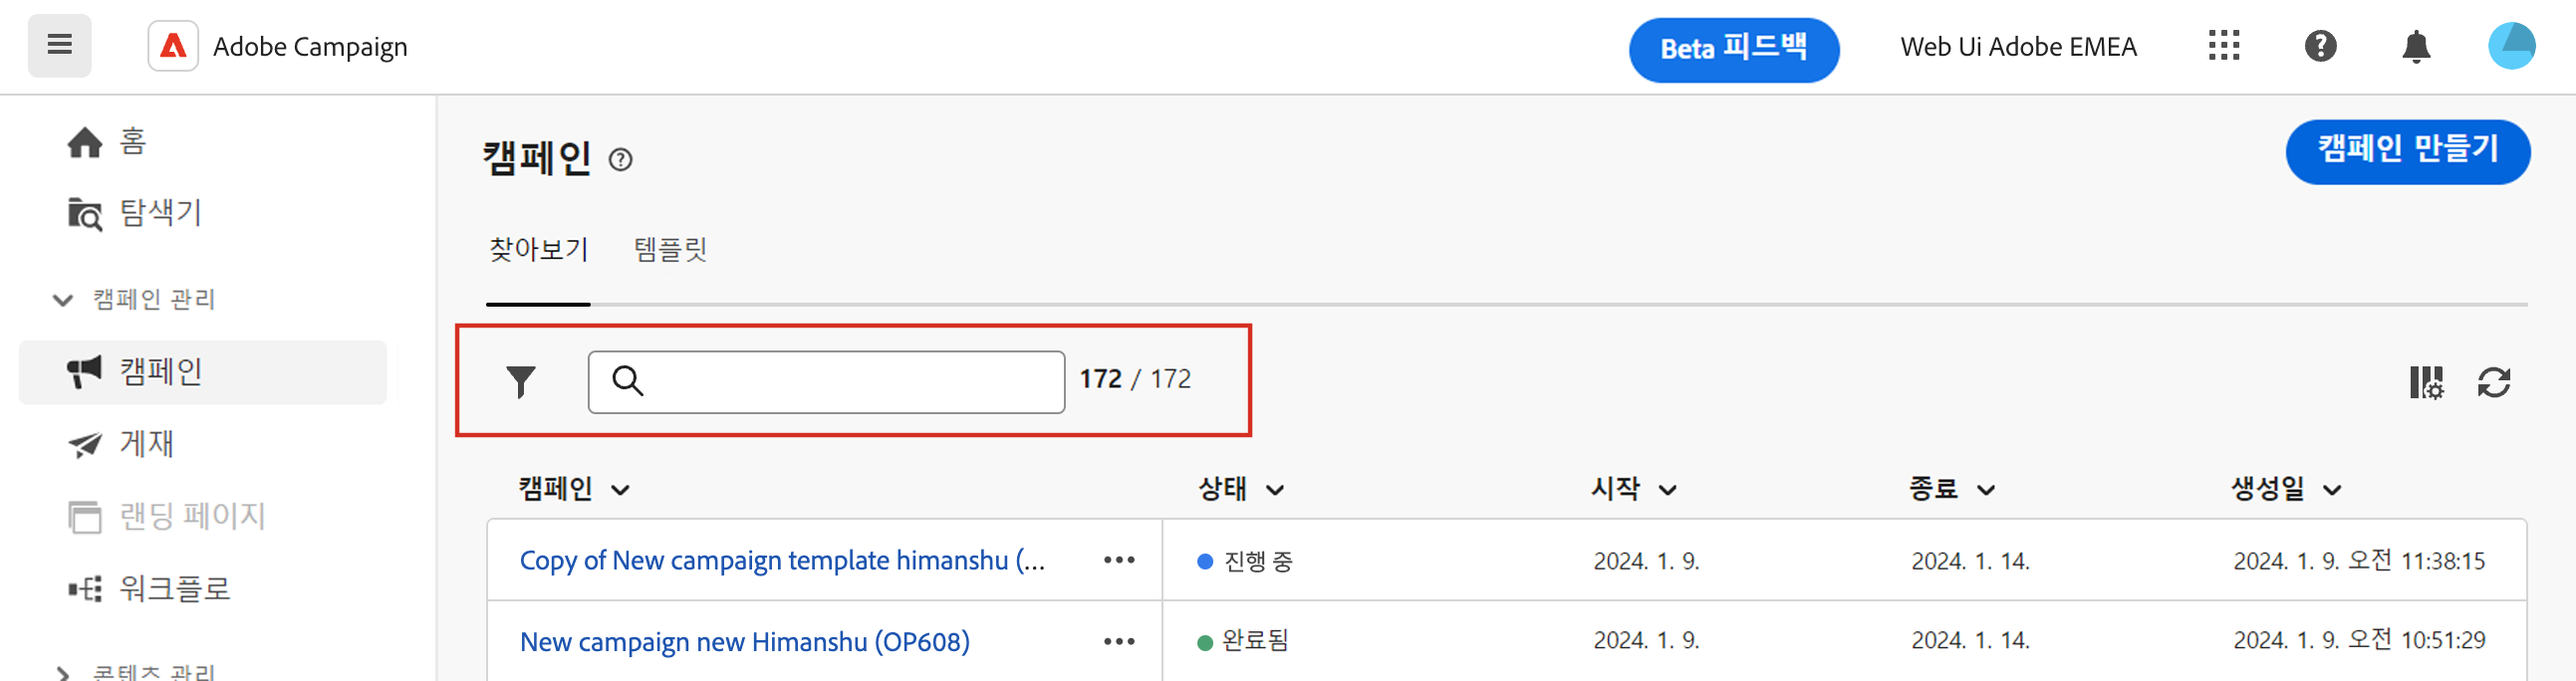 Adobe Campaign
Beta 피드백
Web Ui Adobe EMEA
홈
탐색기
캠페인 관리
캠페인
게재
랜딩 페이지
워크플로
콘텐츠 관리
캠페인
캠페인 만들기
찾아보기 템플릿
172 / 172
캠페인 상태 시작 종료 생성일
Copy of New campaign template himanshu (... 진행 중 2024. 1. 9. 2024. 1. 14. 2024. 1. 9. 오전 11:38:15
New campaign new Himanshu (OP608) 완료됨 2024. 1. 9. 2024. 1. 14. 2024. 1. 9. 오전 10:51:29